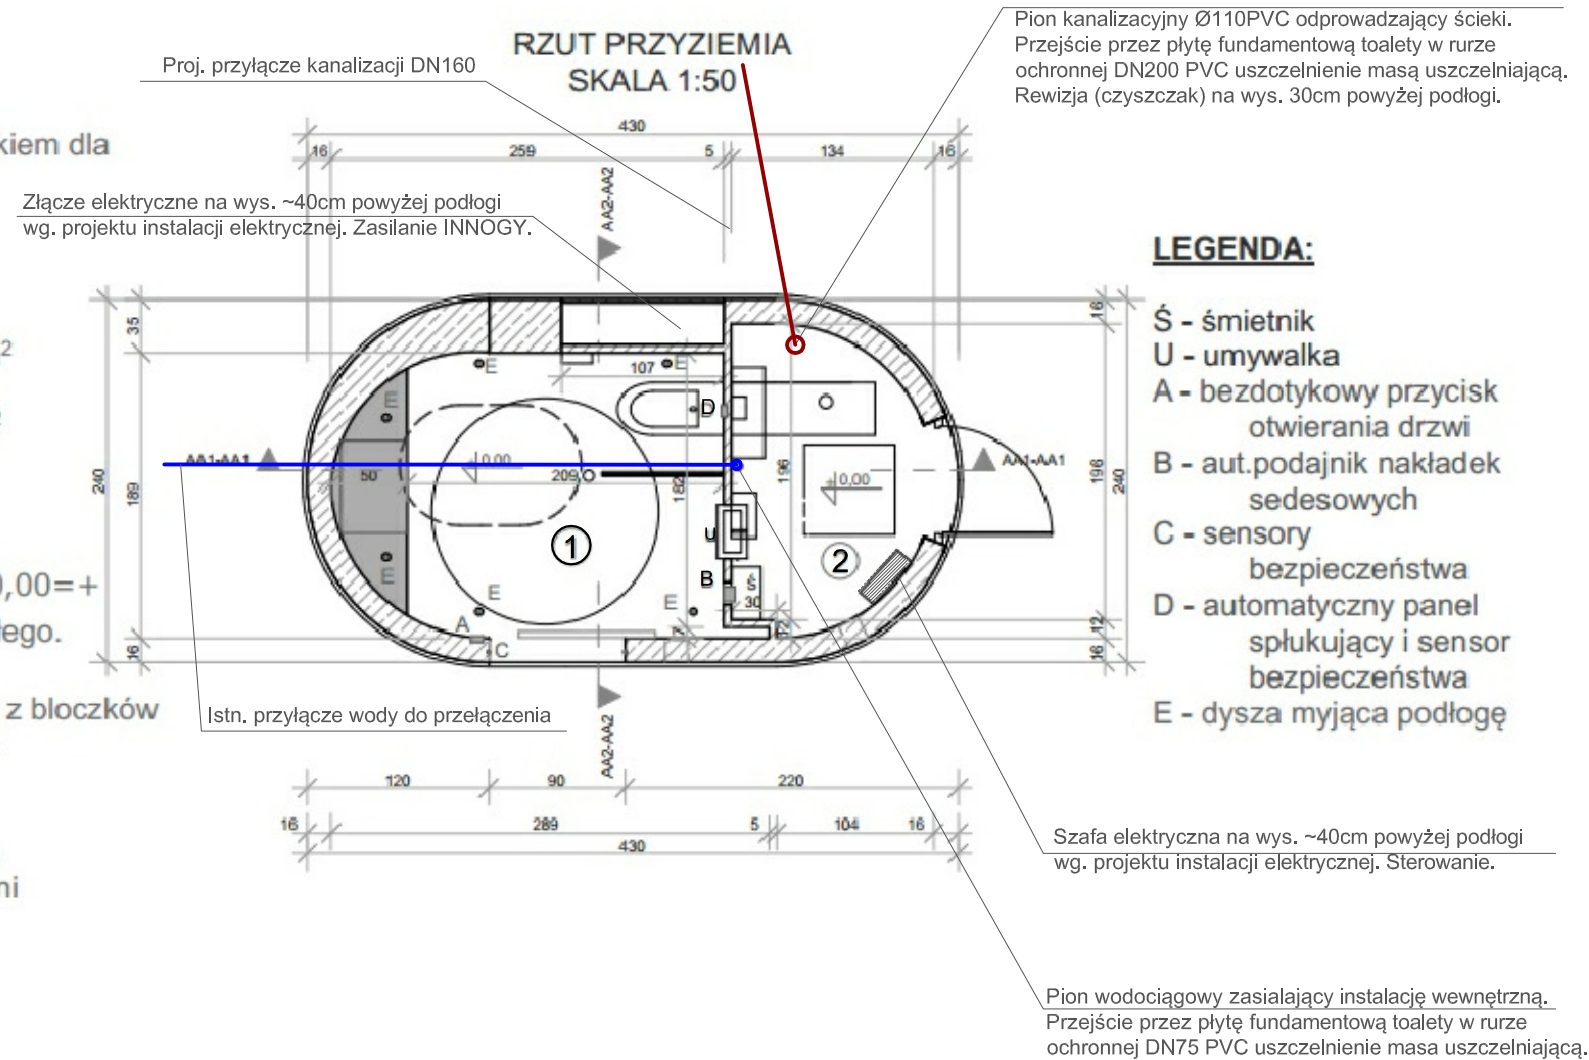 RZUT PRZYZIEMIA
SKALA 1:50
Proj. przyłącze kanalizacji DN160
Pion kanalizacyjny Ø110PVC odprowadzający ścieki.
Przejście przez płytę fundamentową toalety w rurze
ochronnej DN200 PVC uszczelnienie masą uszczelniającą.
Rewizja (czyszczak) na wys. 30cm powyżej podłogi.
kiem dla
Złącze elektryczne na wys. ~40cm powyżej podłogi
wg. projektu instalacji elektrycznej. Zasilanie INNOGY.
430
16 259 5 134 16
AA2-AA2
2
35
189
16
240
107
E
E
E
E
E
E
D
U
B
Ś
30
A
C
50
209
182
196
0,00
0,00
1
2
7
12
AA1-AA1
AA1-AA1
16
196
12
16
240
0,00=+
łego.
z bloczków
mi
LEGENDA:
Ś - śmietnik
U - umywalka
A - bezdotykowy przycisk
otwierania drzwi
B - aut.podajnik nakładek
sedesowych
C - sensory
bezpieczeństwa
D - automatyczny panel
spłukujący i sensor
bezpieczeństwa
E - dysza myjąca podłogę
Istn. przyłącze wody do przełączenia
AA2-AA2
120 90 220
16 289 5 104 16
430
Szafa elektryczna na wys. ~40cm powyżej podłogi
wg. projektu instalacji elektrycznej. Sterowanie.
Pion wodociągowy zasialający instalację wewnętrzną.
Przejście przez płytę fundamentową toalety w rurze
ochronnej DN75 PVC uszczelnienie masa uszczelniającą.